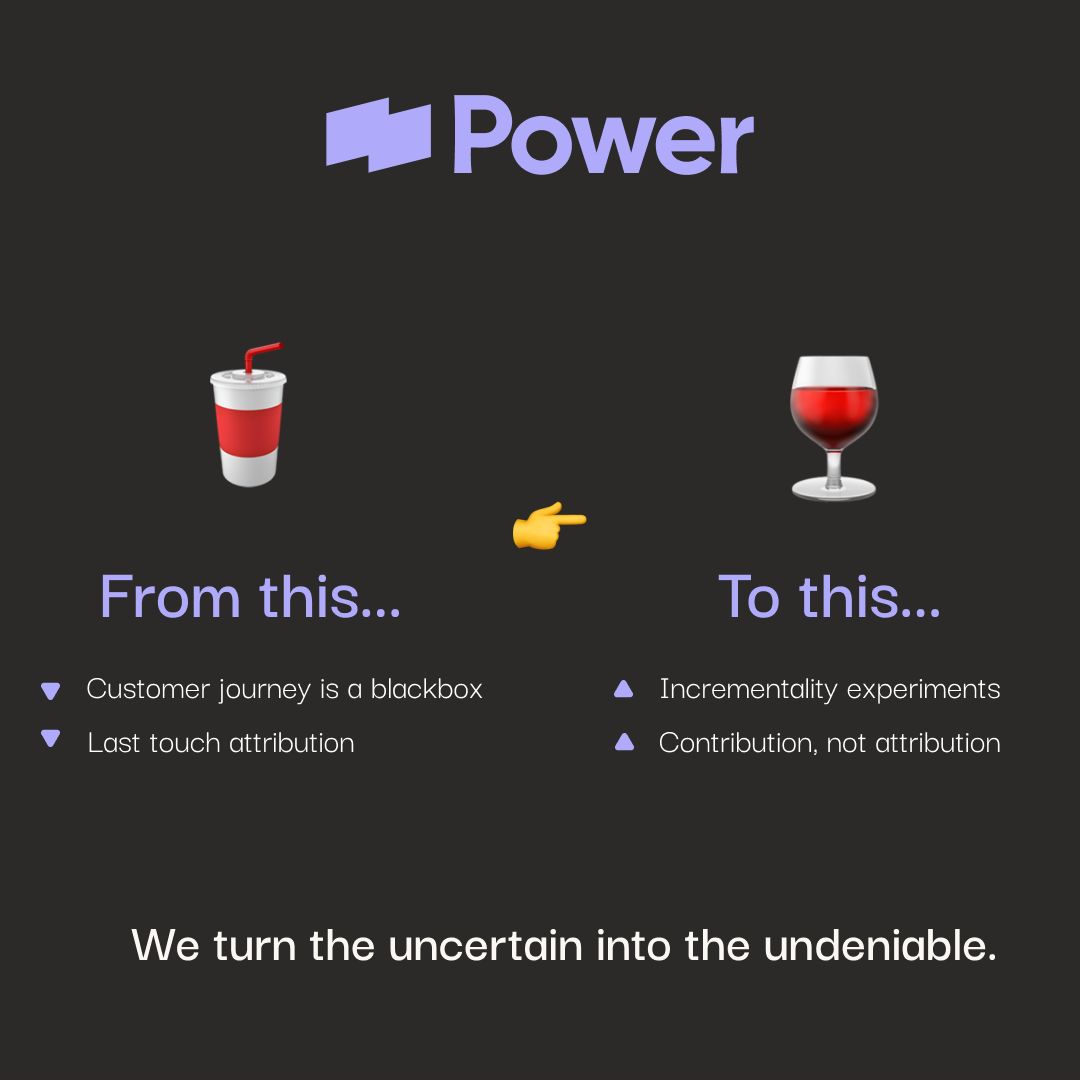 Power
From this...
To this...
Customer journey is a blackbox
Last touch attribution
Incrementality experiments
Contribution, not attribution
We turn the uncertain into the undeniable.